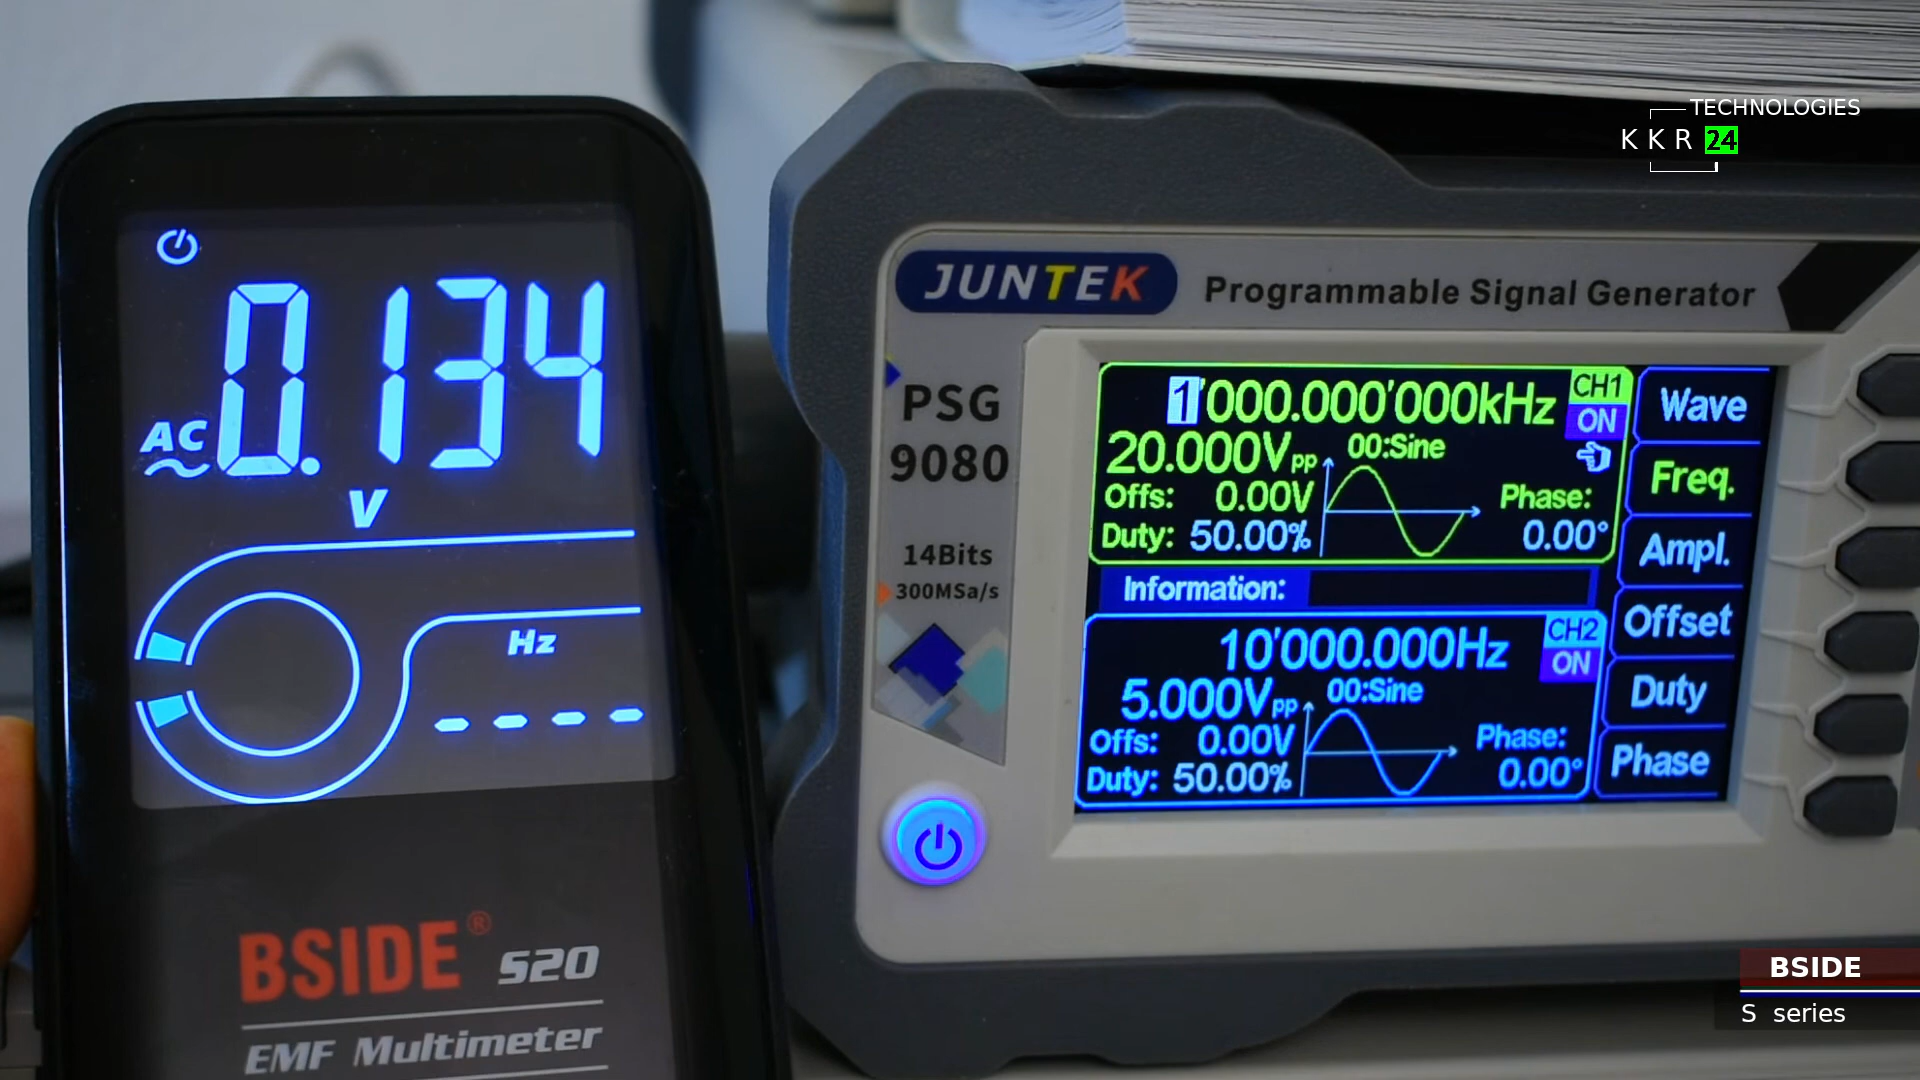 TECHNOLOGIES
KKR 24
0.134
AC
V
Hz
----
BSIDE® S20
EMF Multimeter
JUNTEK Programmable Signal Generator
PSG
9080
14Bits
300MSa/s
1'000.000'000kHz CH1
ON
20.000Vpp 00:Sine
Offs: 0.00V Phase:
Duty: 50.00% 0.00°
Information:
10'000.000Hz CH2
ON
5.000Vpp 00:Sine
Offs: 0.00V Phase:
Duty: 50.00% 0.00°
Wave
Freq.
Ampl.
Offset
Duty
Phase
BSIDE
S series